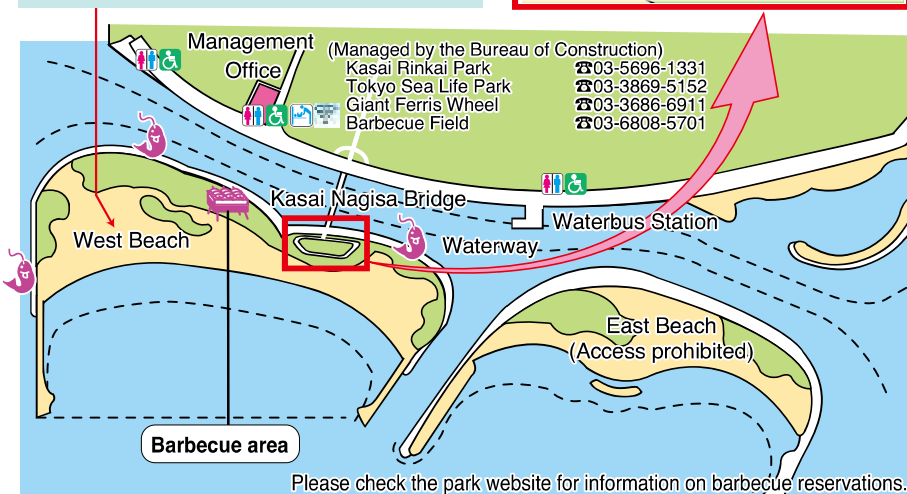 Management
Office
(Managed by the Bureau of Construction)
Kasai Rinkai Park ☎03-5696-1331
Tokyo Sea Life Park ☎03-3869-5152
Giant Ferris Wheel ☎03-3686-6911
Barbecue Field ☎03-6808-5701
Kasai Nagisa Bridge
Waterbus Station
West Beach
Waterway
East Beach
(Access prohibited)
Barbecue area
Please check the park website for information on barbecue reservations.